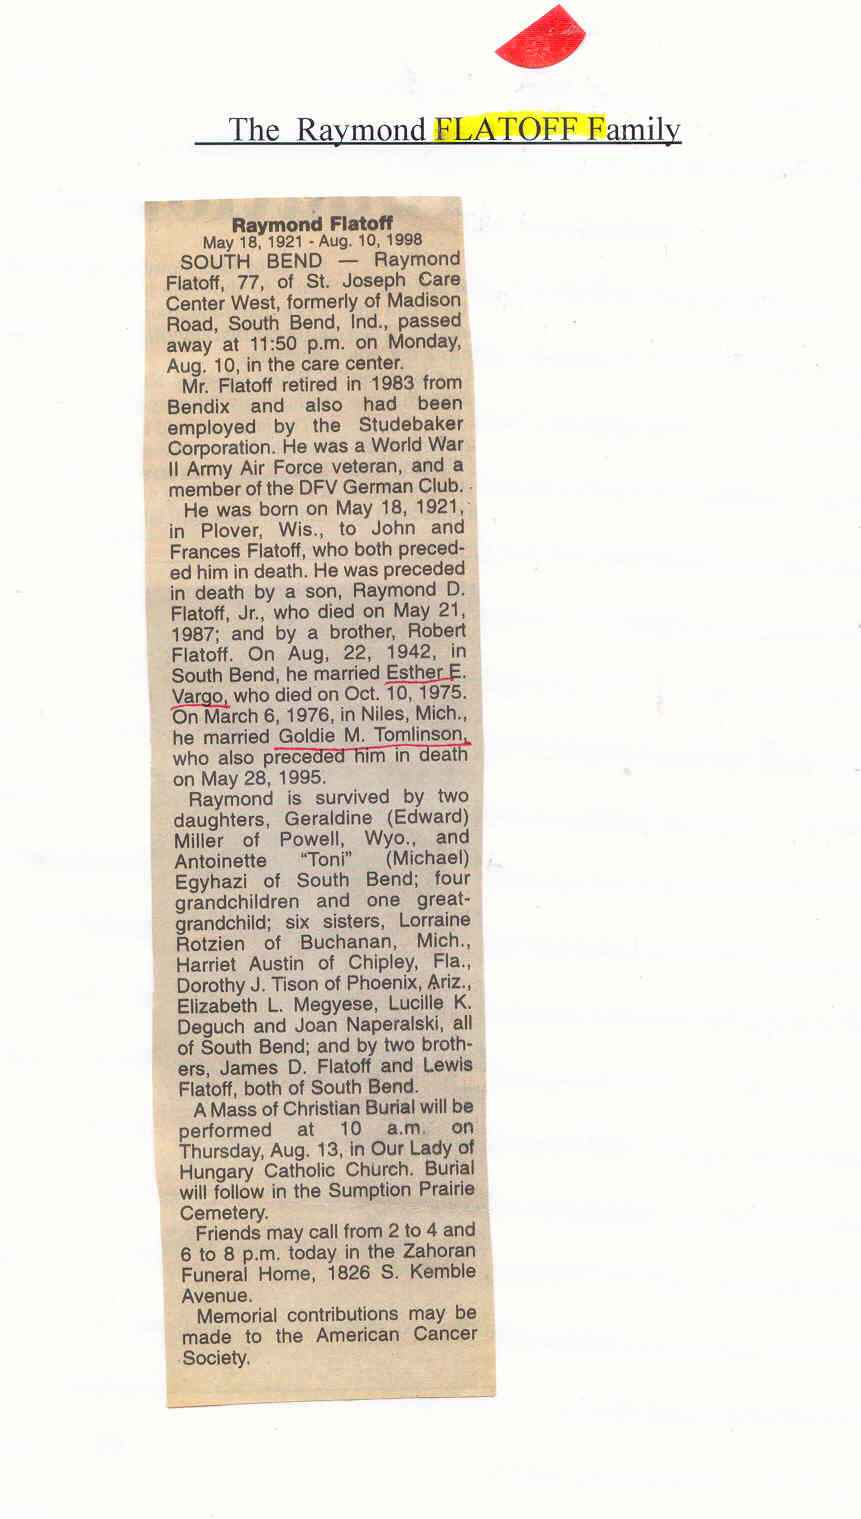 The Raymond FLATOFF Family
Raymond Flatoff
May 18, 1921 - Aug. 10, 1998
SOUTH BEND — Raymond
Flatoff, 77, of St. Joseph Care
Center West, formerly of Madison
Road, South Bend, Ind., passed
away at 11:50 p.m. on Monday,
Aug. 10, in the care center.
Mr. Flatoff retired in 1983 from
Bendix and also had been
employed by the Studebaker
Corporation. He was a World War
II Army Air Force veteran, and a
member of the DFV German Club.
He was born on May 18, 1921,
in Plover, Wis., to John and
Frances Flatoff, who both preced-
ed him in death. He was preceded
in death by a son, Raymond D.
Flatoff, Jr., who died on May 21,
1987; and by a brother, Robert
Flatoff. On Aug, 22, 1942, in
South Bend, he married Esther E.
Vargo, who died on Oct. 10, 1975.
On March 6, 1976, in Niles, Mich.,
he married Goldie M. Tomlinson,
who also preceded him in death
on May 28, 1995.
Raymond is survived by two
daughters, Geraldine (Edward)
Miller of Powell, Wyo., and
Antoinette “Toni” (Michael)
Egyhazi of South Bend; four
grandchildren and one great-
grandchild; six sisters, Lorraine
Rotzien of Buchanan, Mich.,
Harriet Austin of Chipley, Fla.,
Dorothy J. Tison of Phoenix, Ariz.,
Elizabeth L. Megyese, Lucille K.
Deguch and Joan Naperalski, all
of South Bend; and by two broth-
ers, James D. Flatoff and Lewis
Flatoff, both of South Bend.
A Mass of Christian Burial will be
performed at 10 a.m. on
Thursday, Aug. 13, in Our Lady of
Hungary Catholic Church. Burial
will follow in the Sumption Prairie
Cemetery.
Friends may call from 2 to 4 and
6 to 8 p.m. today in the Zahoran
Funeral Home, 1826 S. Kemble
Avenue.
Memorial contributions may be
made to the American Cancer
Society.